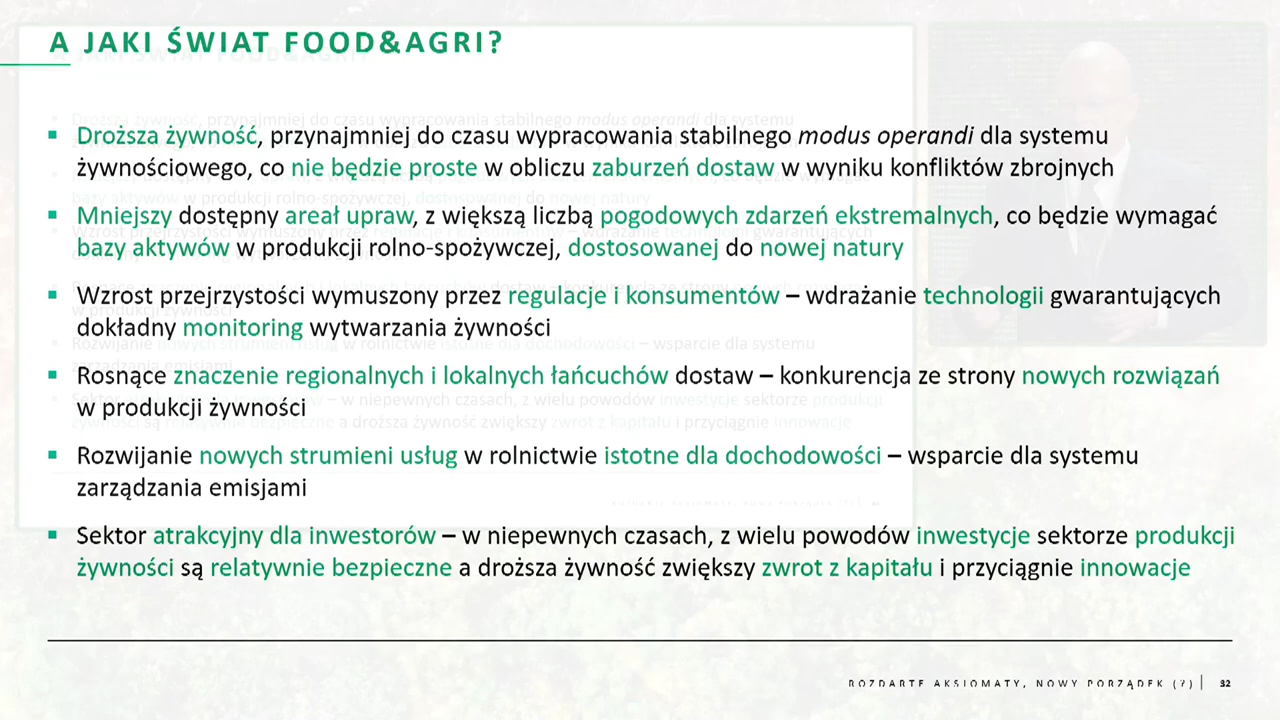 A JAKI ŚWIAT FOOD&AGRI?
▪ Droższa żywność, przynajmniej do czasu wypracowania stabilnego modus operandi dla systemu
żywnościowego, co nie będzie proste w obliczu zaburzeń dostaw w wyniku konfliktów zbrojnych
▪ Mniejszy dostępny areał upraw, z większą liczbą pogodowych zdarzeń ekstremalnych, co będzie wymagać
bazy aktywów w produkcji rolno-spożywczej, dostosowanej do nowej natury
▪ Wzrost przejrzystości wymuszony przez regulacje i konsumentów – wdrażanie technologii gwarantujących
dokładny monitoring wytwarzania żywności
▪ Rosnące znaczenie regionalnych i lokalnych łańcuchów dostaw – konkurencja ze strony nowych rozwiązań
w produkcji żywności
▪ Rozwijanie nowych strumieni usług w rolnictwie istotne dla dochodowości – wsparcie dla systemu
zarządzania emisjami
▪ Sektor atrakcyjny dla inwestorów – w niepewnych czasach, z wielu powodów inwestycje sektorze produkcji
żywności są relatywnie bezpieczne a droższa żywność zwiększy zwrot z kapitału i przyciągnie innowacje
ROZDARTE AKSJOMATY, NOWY PORZĄDEK (?) | 32